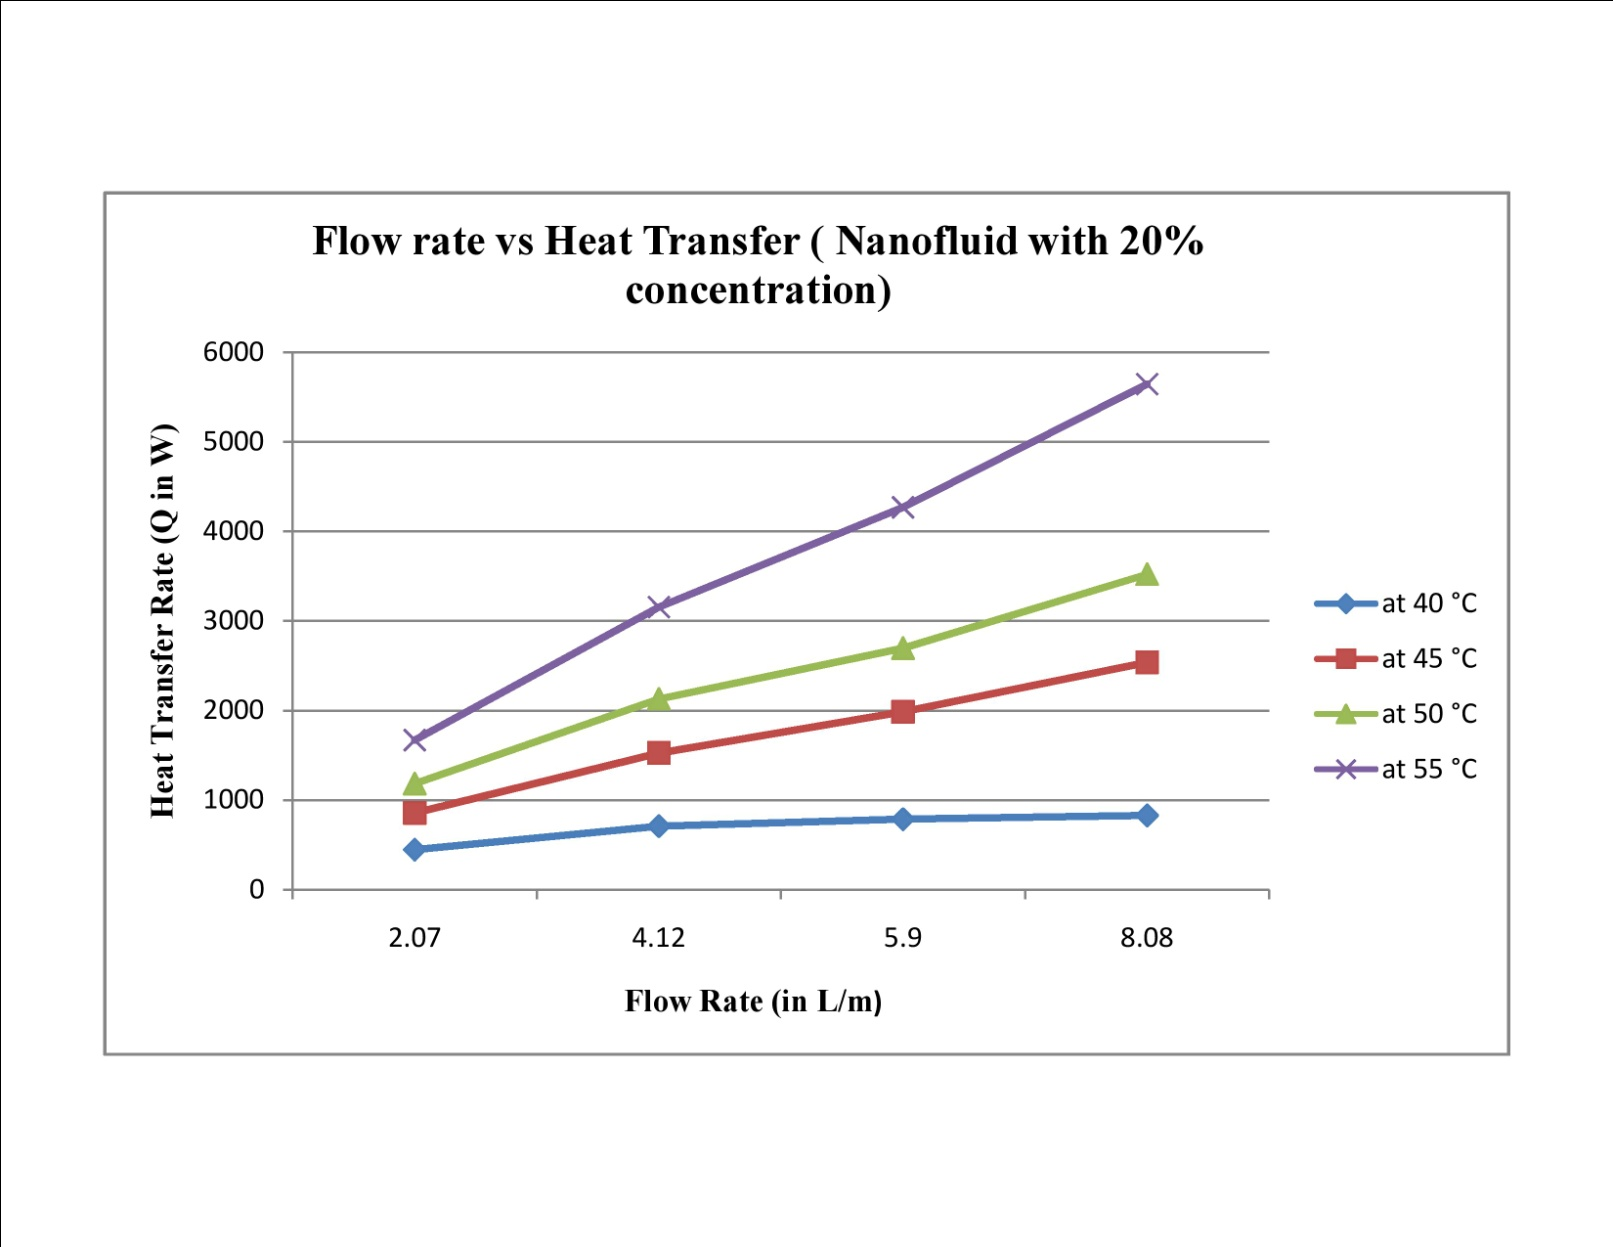 Flow rate vs Heat Transfer ( Nanofluid with 20%
concentration)
6000
5000
4000
3000
2000
1000
0
Heat Transfer Rate (Q in W)
2.07 4.12 5.9 8.08
Flow Rate (in L/m)
at 40 °C
at 45 °C
at 50 °C
at 55 °C